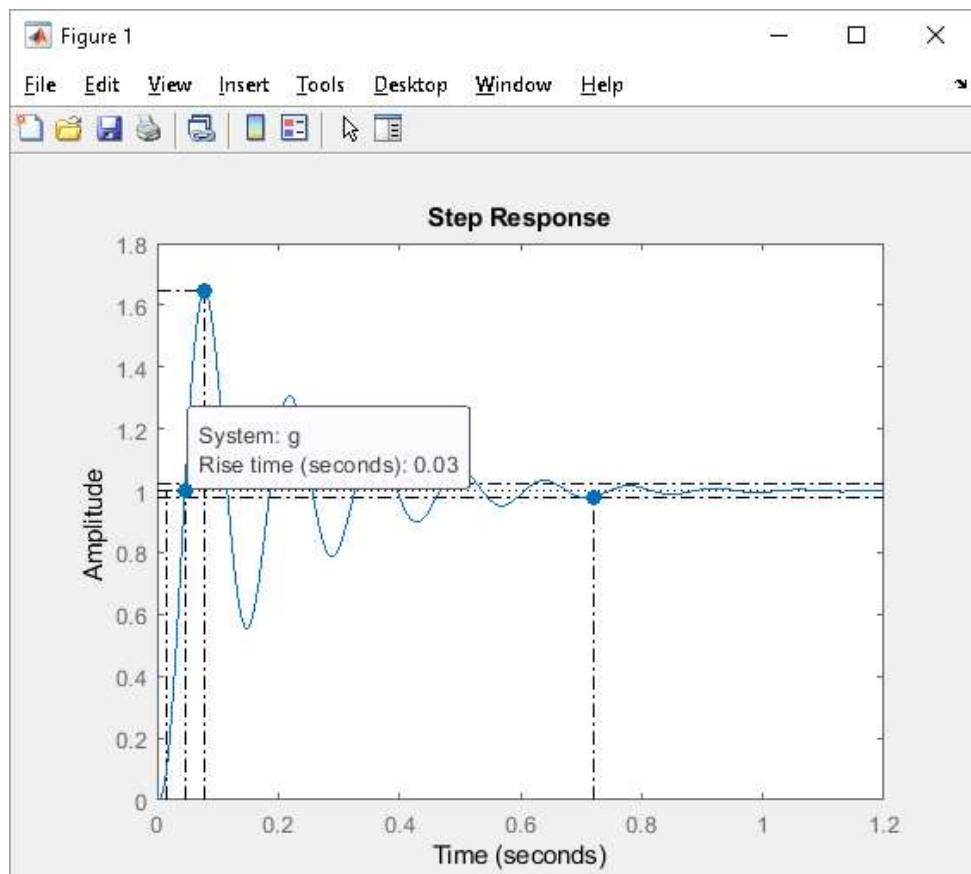 Figure 1
File Edit View Insert Tools Desktop Window Help
Step Response
1.8
1.6
1.4
1.2
1
0.8
0.6
0.4
0.2
0
Amplitude
System: g
Rise time (seconds): 0.03
0 0.2 0.4 0.6 0.8 1 1.2
Time (seconds)